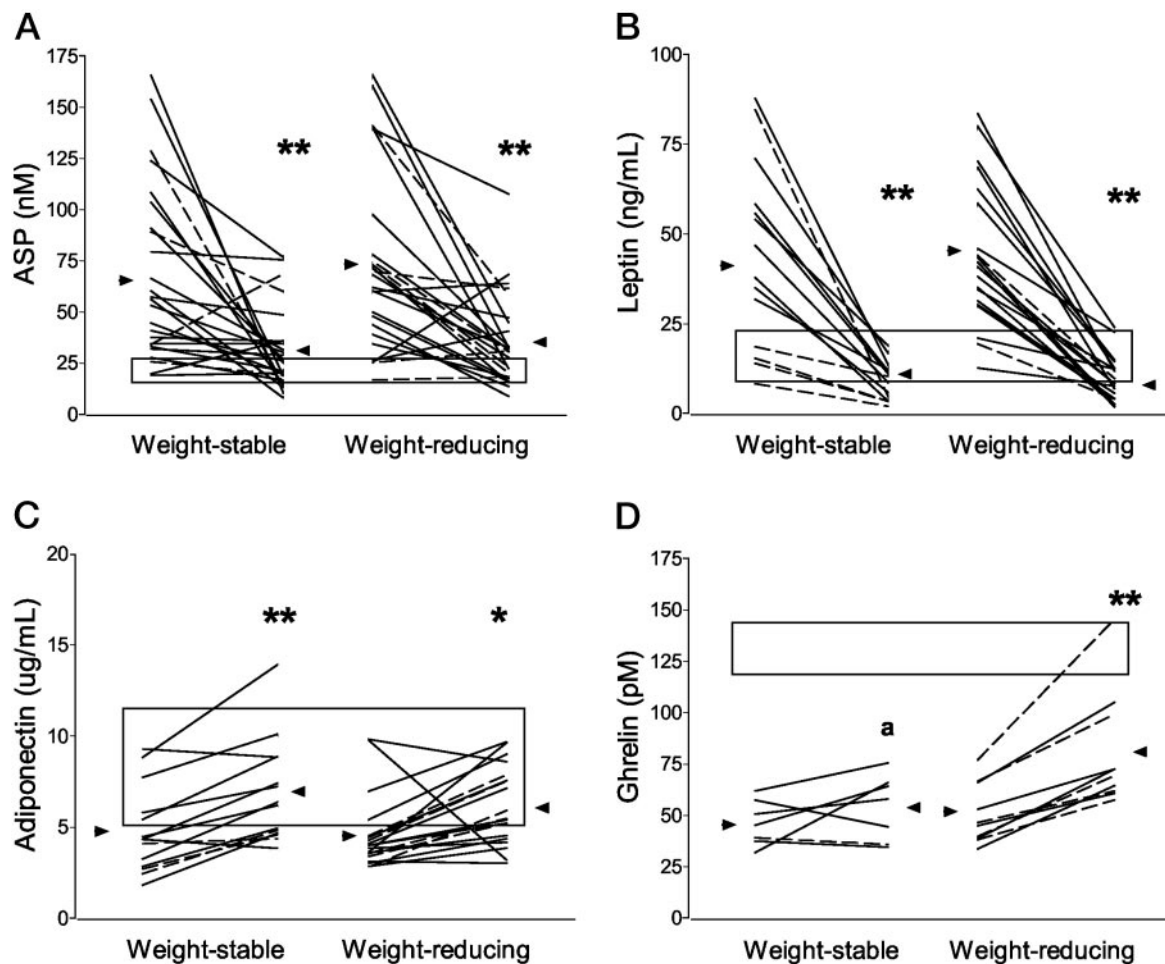 A
175
150
125
100
75
50
25
0
ASP (nM)
**
**
Weight-stable
Weight-reducing
B
100
75
50
25
0
Leptin (ng/mL)
**
**
Weight-stable
Weight-reducing
C
20
15
10
5
0
Adiponectin (ug/mL)
**
*
Weight-stable
Weight-reducing
D
175
150
125
100
75
50
25
0
Ghrelin (pM)
a
**
Weight-stable
Weight-reducing